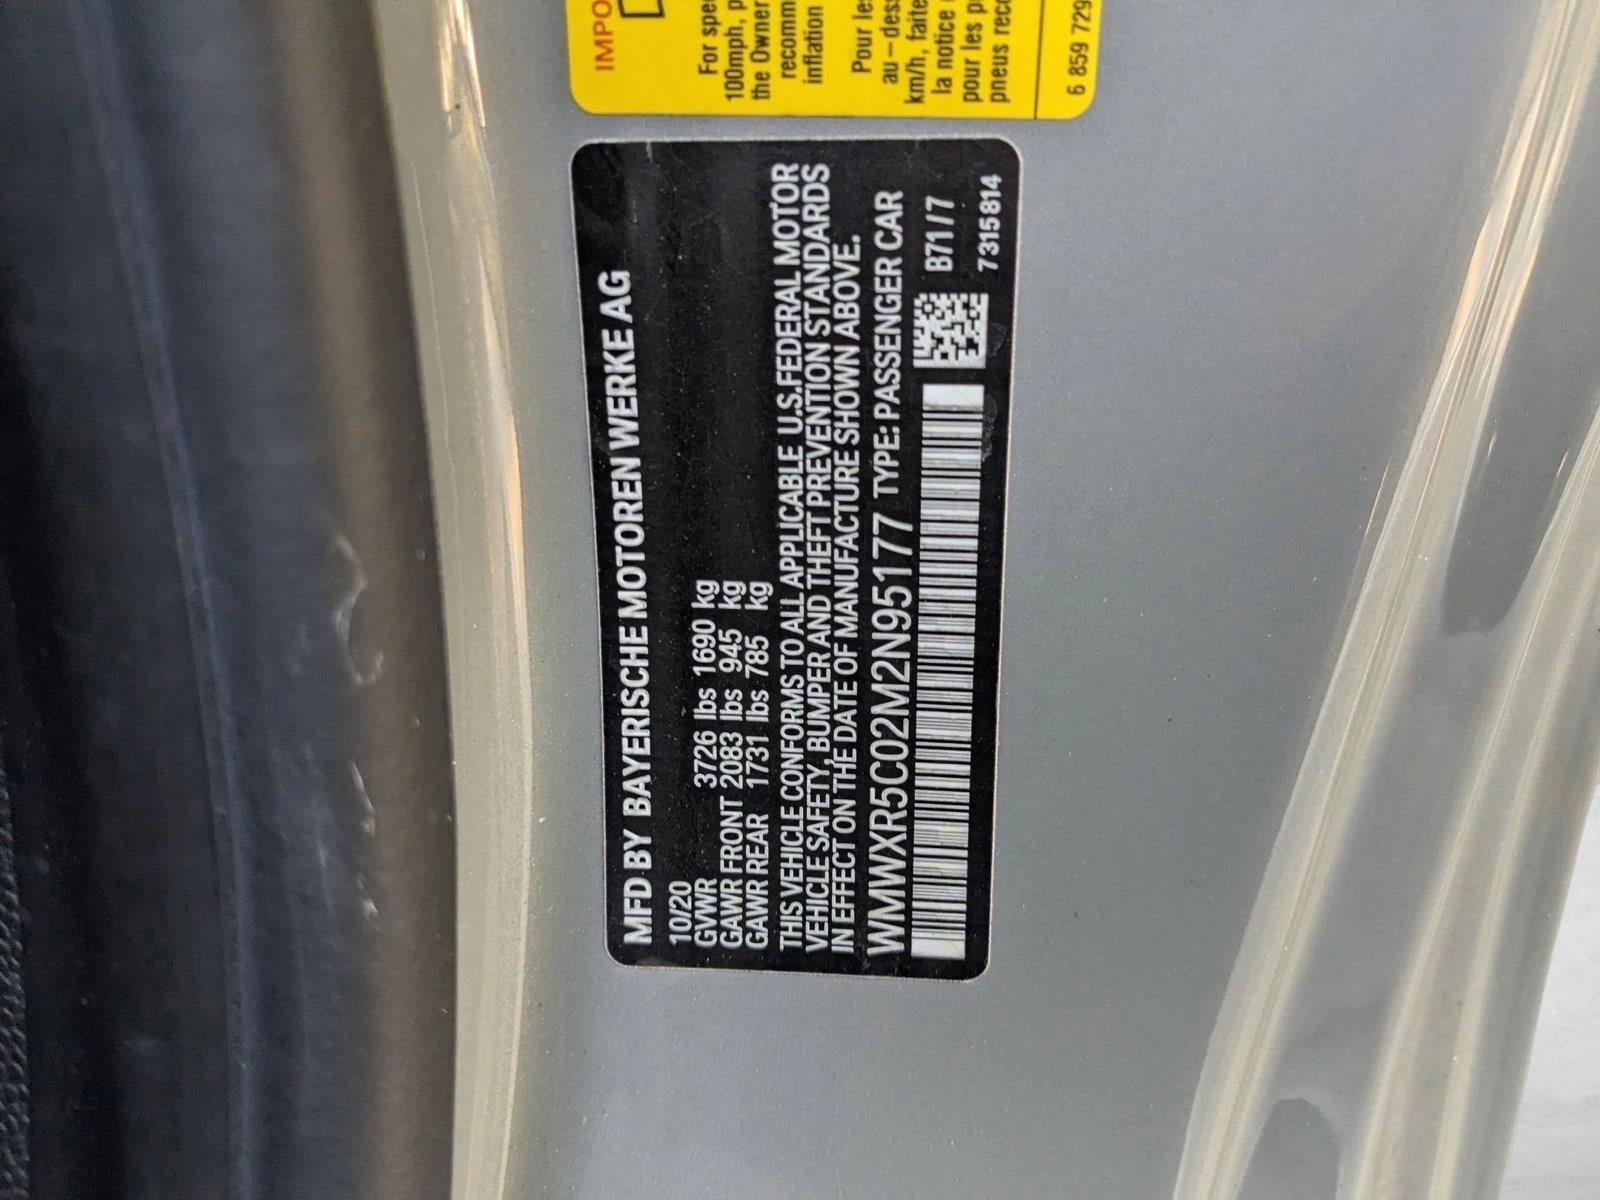 IMPO
For spe
100mph, p
the Owner
recomm
inflation
Pour le
au-des
km/h, faite
la notice
pour les p
pneus rec
6 859 729
MFD BY BAYERISCHE MOTOREN WERKE AG
10/20
GVWR 3726 lbs 1690 kg
GAWR FRONT 2083 lbs 945 kg
GAWR REAR 1731 lbs 785 kg
THIS VEHICLE CONFORMS TO ALL APPLICABLE U.S.FEDERAL MOTOR
VEHICLE SAFETY, BUMPER AND THEFT PREVENTION STANDARDS
IN EFFECT ON THE DATE OF MANUFACTURE SHOWN ABOVE.
WMWXR5C02M2N95177 TYPE: PASSENGER CAR
B71/7
7315814